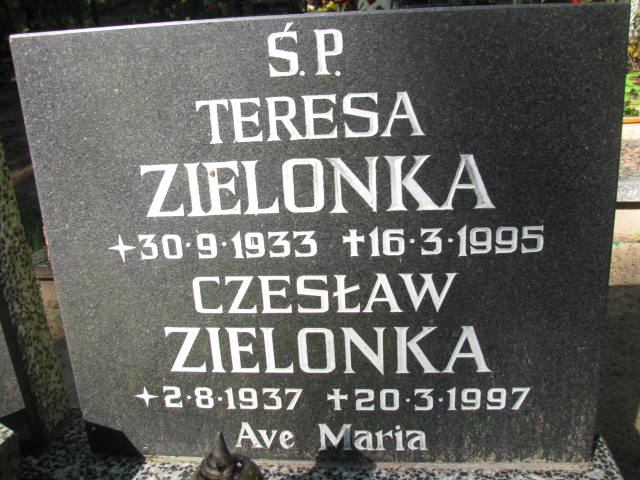 Ś.P.
TERESA
ZIELONKA
+30·9·1933 †16·3·1995
CZESŁAW
ZIELONKA
+2·8·1937 †20·3·1997
Ave Maria